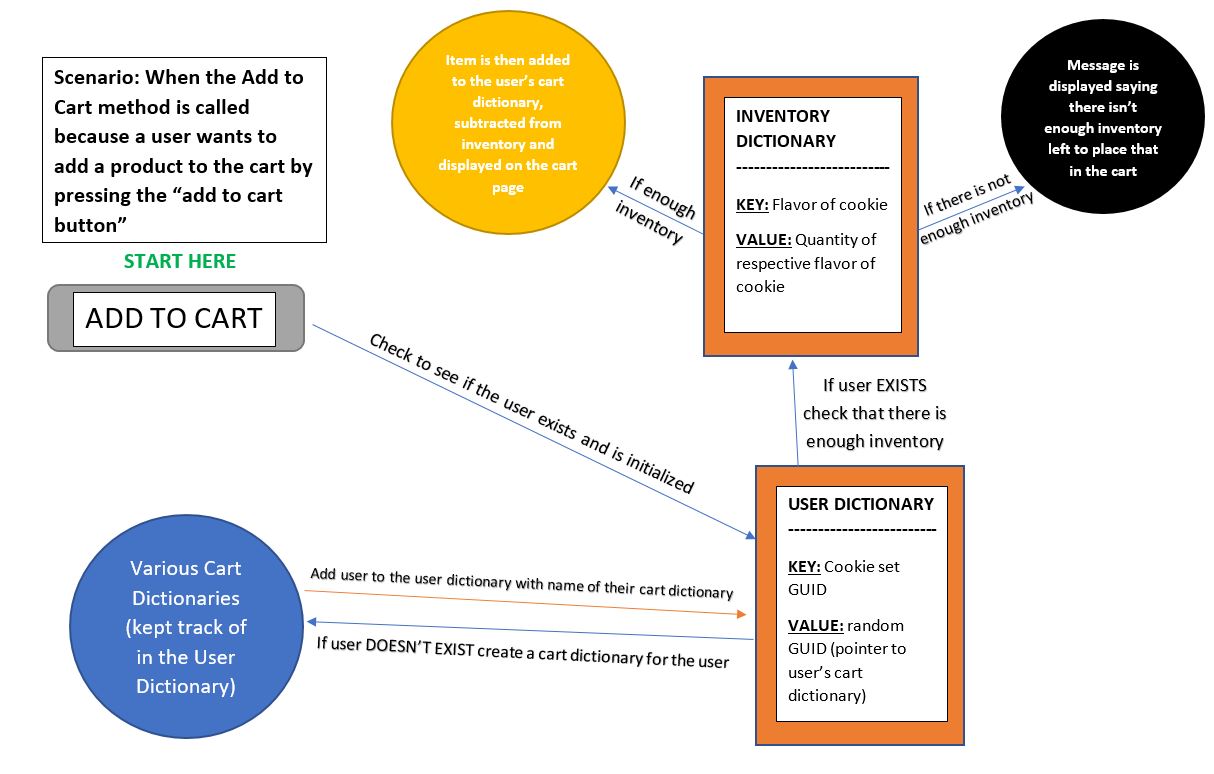 Scenario: When the Add to
Cart method is called
because a user wants to
add a product to the cart by
pressing the “add to cart
button”
START HERE
ADD TO CART
Check to see if the user exists and is initialized
Item is then added
to the user’s cart
dictionary,
subtracted from
inventory and
displayed on the cart
page
If enough
inventory
INVENTORY
DICTIONARY
--------------------------
KEY: Flavor of cookie
VALUE: Quantity of
respective flavor of
cookie
If there is not
enough inventory
Message is
displayed saying
there isn’t
enough inventory
left to place that
in the cart
If user EXISTS
check that there is
enough inventory
USER DICTIONARY
-------------------------
KEY: Cookie set
GUID
VALUE: random
GUID (pointer to
user’s cart
dictionary)
Add user to the user dictionary with name of their cart dictionary
If user DOESN’T EXIST create a cart dictionary for the user
Various Cart
Dictionaries
(kept track of
in the User
Dictionary)